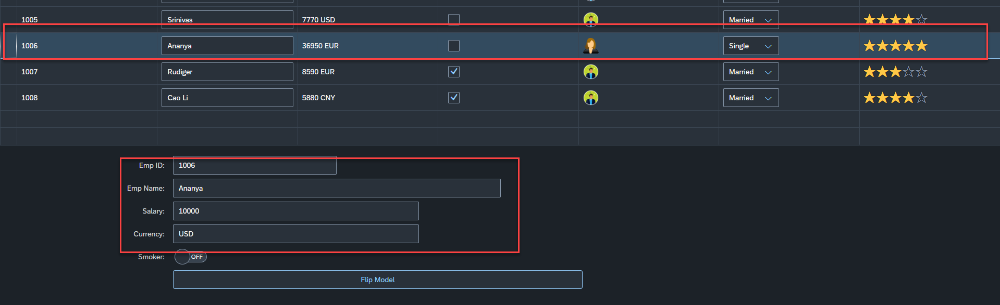 1005 Srinivas 7770 USD Married
1006 Ananya 36950 EUR Single
1007 Rudiger 8590 EUR Married
1008 Cao Li 5880 CNY Married
Emp ID: 1006
Emp Name: Ananya
Salary: 10000
Currency: USD
Smoker: OFF
Flip Model